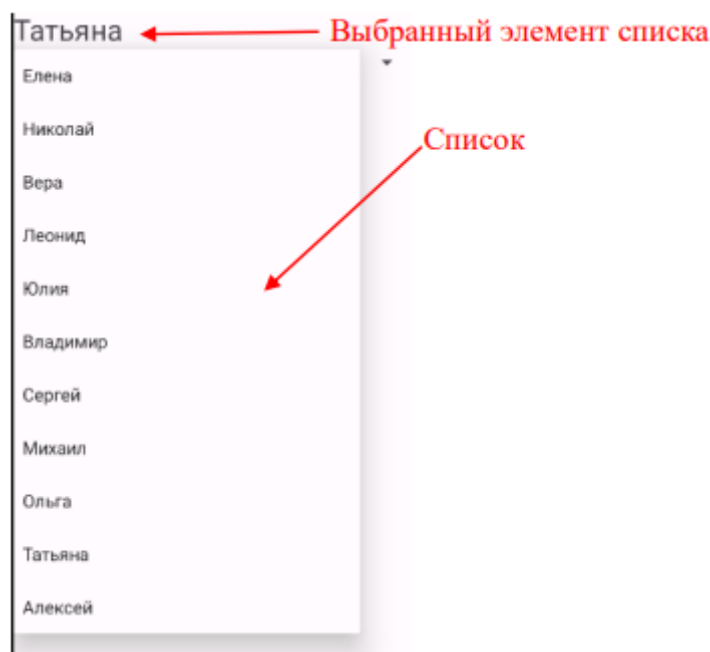 Татьяна
Выбранный элемент списка
Елена
Николай
Список
Вера
Леонид
Юлия
Владимир
Сергей
Михаил
Ольга
Татьяна
Алексей